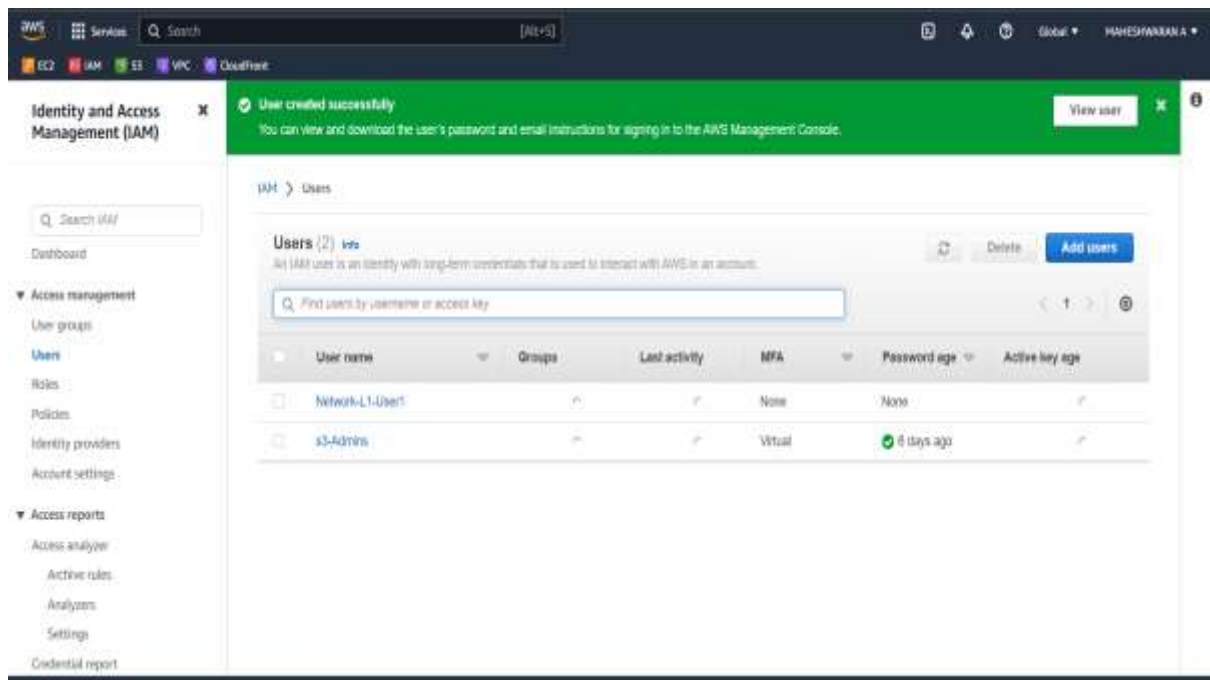 aws
Services
Search
[Alt+S]
Global
MAHESHWARAN A
EC2
IAM
S3
VPC
CloudFront
Identity and Access
Management (IAM)
Search IAM
Dashboard
Access management
User groups
Users
Roles
Policies
Identity providers
Account settings
Access reports
Access analyzer
Archive rules
Analyzers
Settings
Credential report
User created successfully
You can view and download the user's password and email instructions for signing in to the AWS Management Console.
View user
IAM > Users
Users (2) Info
An IAM user is an identity with long-term credentials that is used to interact with AWS in an account.
Delete
Add users
Find users by username or access key
1
User name
Groups
Last activity
MFA
Password age
Active key age
Network-L1-User1
None
None
s3-Admins
Virtual
6 days ago